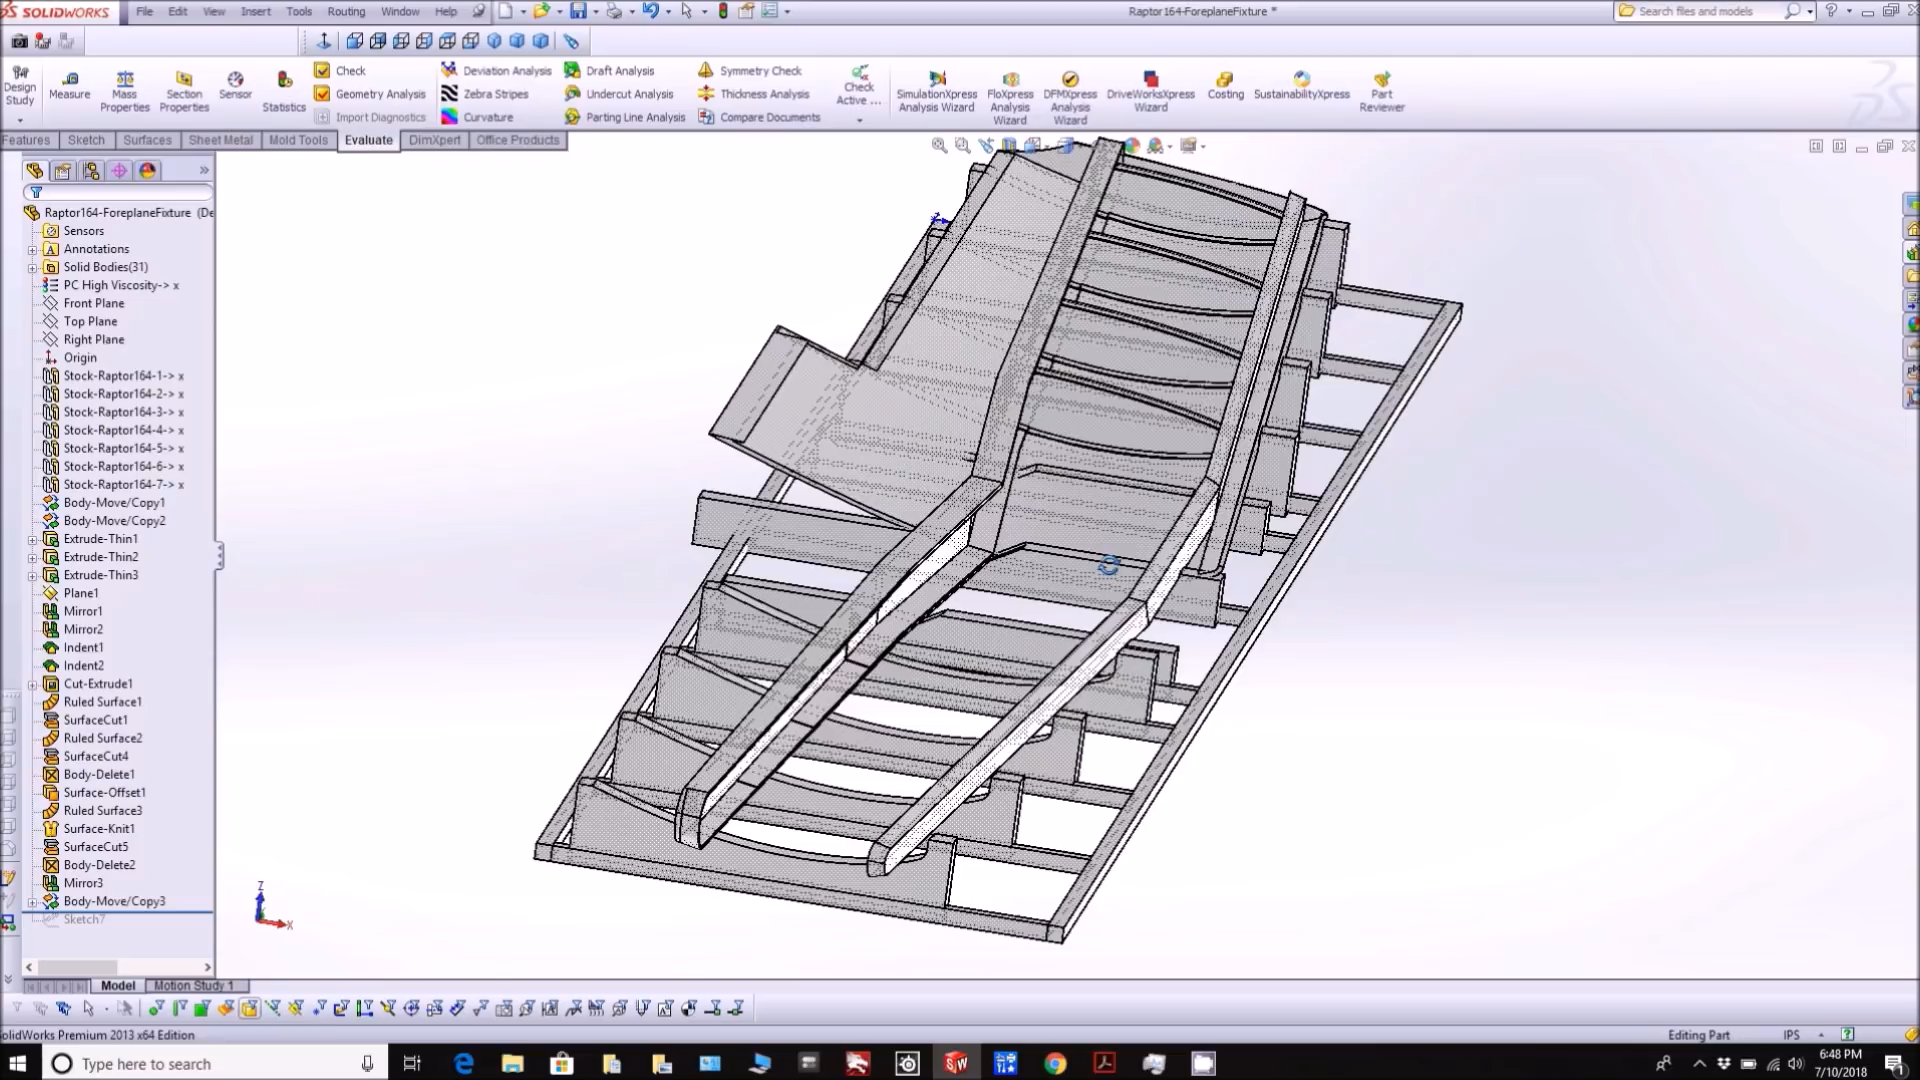 SOLIDWORKS File Edit View Insert Tools Routing Window Help Raptor164-ForeplaneFixture * Search files and models
Design Study Measure Mass Properties Section Properties Sensor Statistics
Check
Geometry Analysis
Import Diagnostics
Deviation Analysis
Zebra Stripes
Curvature
Draft Analysis
Undercut Analysis
Parting Line Analysis
Symmetry Check
Thickness Analysis
Compare Documents
Check Active ...
SimulationXpress Analysis Wizard
FloXpress Analysis Wizard
DFMXpress Analysis Wizard
DriveWorksXpress Wizard
Costing
SustainabilityXpress
Part Reviewer
Features Sketch Surfaces Sheet Metal Mold Tools Evaluate DimXpert Office Products
Raptor164-ForeplaneFixture (De
Sensors
Annotations
Solid Bodies(31)
PC High Viscosity-> x
Front Plane
Top Plane
Right Plane
Origin
Stock-Raptor164-1-> x
Stock-Raptor164-2-> x
Stock-Raptor164-3-> x
Stock-Raptor164-4-> x
Stock-Raptor164-5-> x
Stock-Raptor164-6-> x
Stock-Raptor164-7-> x
Body-Move/Copy1
Body-Move/Copy2
Extrude-Thin1
Extrude-Thin2
Extrude-Thin3
Plane1
Mirror1
Mirror2
Indent1
Indent2
Cut-Extrude1
Ruled Surface1
SurfaceCut1
Ruled Surface2
SurfaceCut4
Body-Delete1
Surface-Offset1
Ruled Surface3
Surface-Knit1
SurfaceCut5
Body-Delete2
Mirror3
Body-Move/Copy3
Sketch7
Z
X
Model Motion Study 1
olidWorks Premium 2013 x64 Edition Editing Part IPS
Type here to search 6:48 PM
7/10/2018